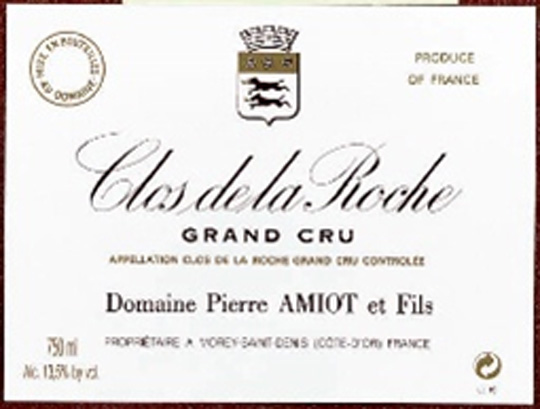 MISE EN BOUTEILLES
AU DOMAINE
PRODUCE
OF FRANCE
Clos de la Roche
GRAND CRU
APPELLATION CLOS DE LA ROCHE GRAND CRU CONTRÔLÉE
Domaine Pierre AMIOT et Fils
750 ml
PROPRIÉTAIRE A MOREY-SAINT-DENIS (CÔTE-D'OR) FRANCE
Alc. 13,5% by vol.